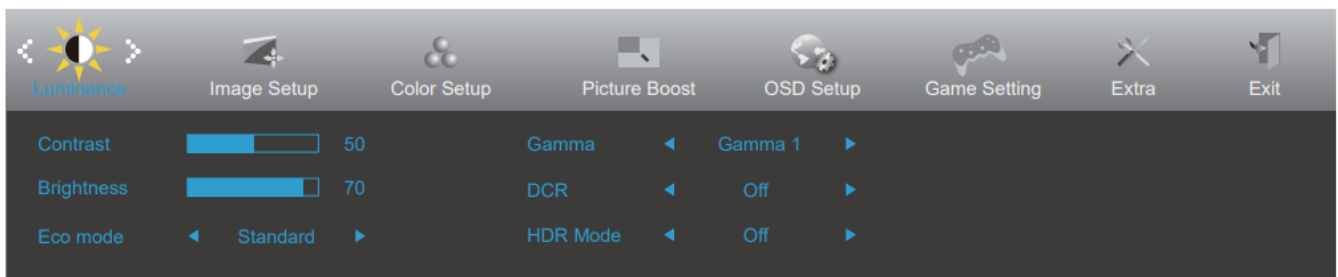 Luminance Image Setup Color Setup Picture Boost OSD Setup Game Setting Extra Exit
Contrast 50 Gamma Gamma 1
Brightness 70 DCR Off
Eco mode Standard HDR Mode Off